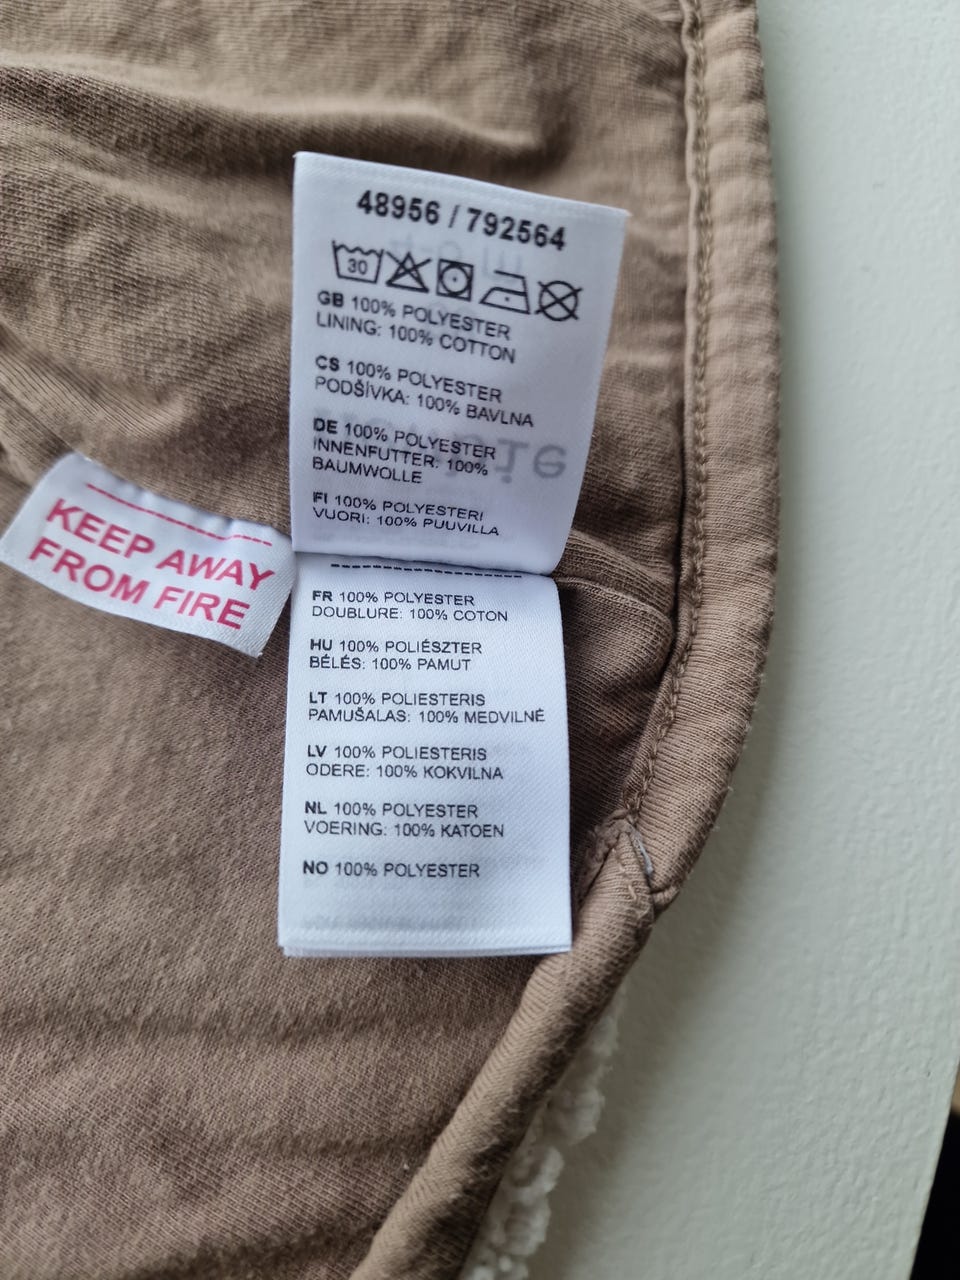 48956 / 792564
30
GB 100% POLYESTER
LINING: 100% COTTON
CS 100% POLYESTER
PODŠÍVKA: 100% BAVLNA
DE 100% POLYESTER
INNENFUTTER: 100%
BAUMWOLLE
FI 100% POLYESTERI
VUORI: 100% PUUVILLA
KEEP AWAY
FROM FIRE
FR 100% POLYESTER
DOUBLURE: 100% COTON
HU 100% POLIÉSZTER
BÉLÉS: 100% PAMUT
LT 100% POLIESTERIS
PAMUŠALAS: 100% MEDVILNĖ
LV 100% POLIESTERIS
ODERE: 100% KOKVILNA
NL 100% POLYESTER
VOERING: 100% KATOEN
NO 100% POLYESTER